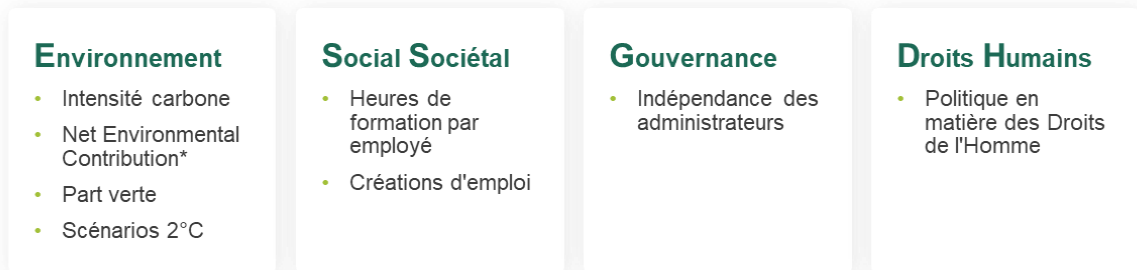 Environnement
• Intensité carbone
• Net Environmental
Contribution*
• Part verte
• Scénarios 2°C
Social Sociétal
• Heures de
formation par
employé
• Créations d'emploi
Gouvernance
• Indépendance des
administrateurs
Droits Humains
• Politique en
matière des Droits
de l'Homme